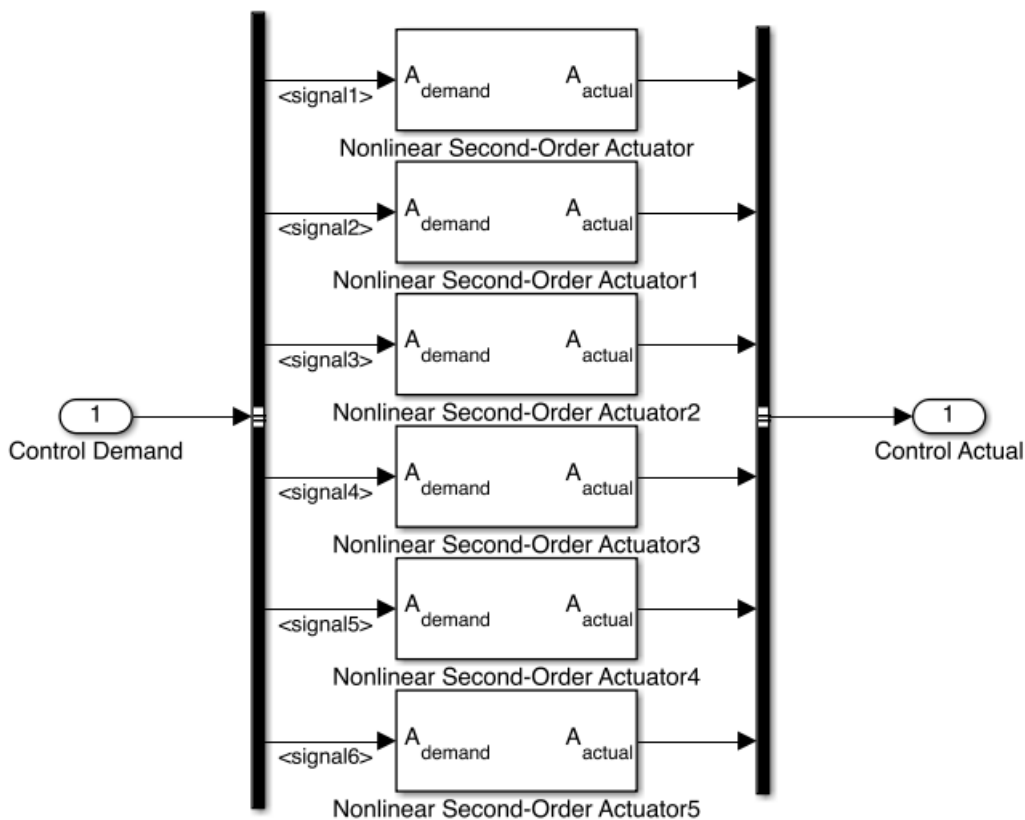 <signal1>
A demand
A actual
Nonlinear Second-Order Actuator
<signal2>
A demand
A actual
Nonlinear Second-Order Actuator1
<signal3>
A demand
A actual
Nonlinear Second-Order Actuator2
1
Control Demand
1
Control Actual
<signal4>
A demand
A actual
Nonlinear Second-Order Actuator3
<signal5>
A demand
A actual
Nonlinear Second-Order Actuator4
<signal6>
A demand
A actual
Nonlinear Second-Order Actuator5